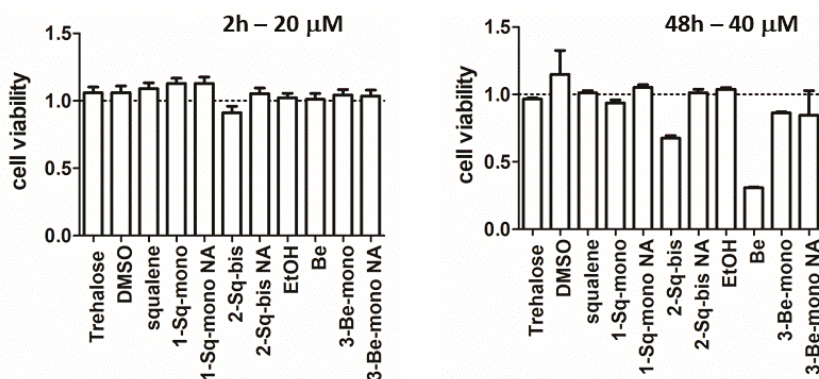 2h – 20 μM
cell viability
1.5
1.0
0.5
0.0
Trehalose
DMSO
squalene
1-Sq-mono
1-Sq-mono NA
2-Sq-bis
2-Sq-bis NA
EtOH
Be
3-Be-mono
3-Be-mono NA
48h – 40 μM
cell viability
1.5
1.0
0.5
0.0
Trehalose
DMSO
squalene
1-Sq-mono
1-Sq-mono NA
2-Sq-bis
2-Sq-bis NA
EtOH
Be
3-Be-mono
3-Be-mono NA